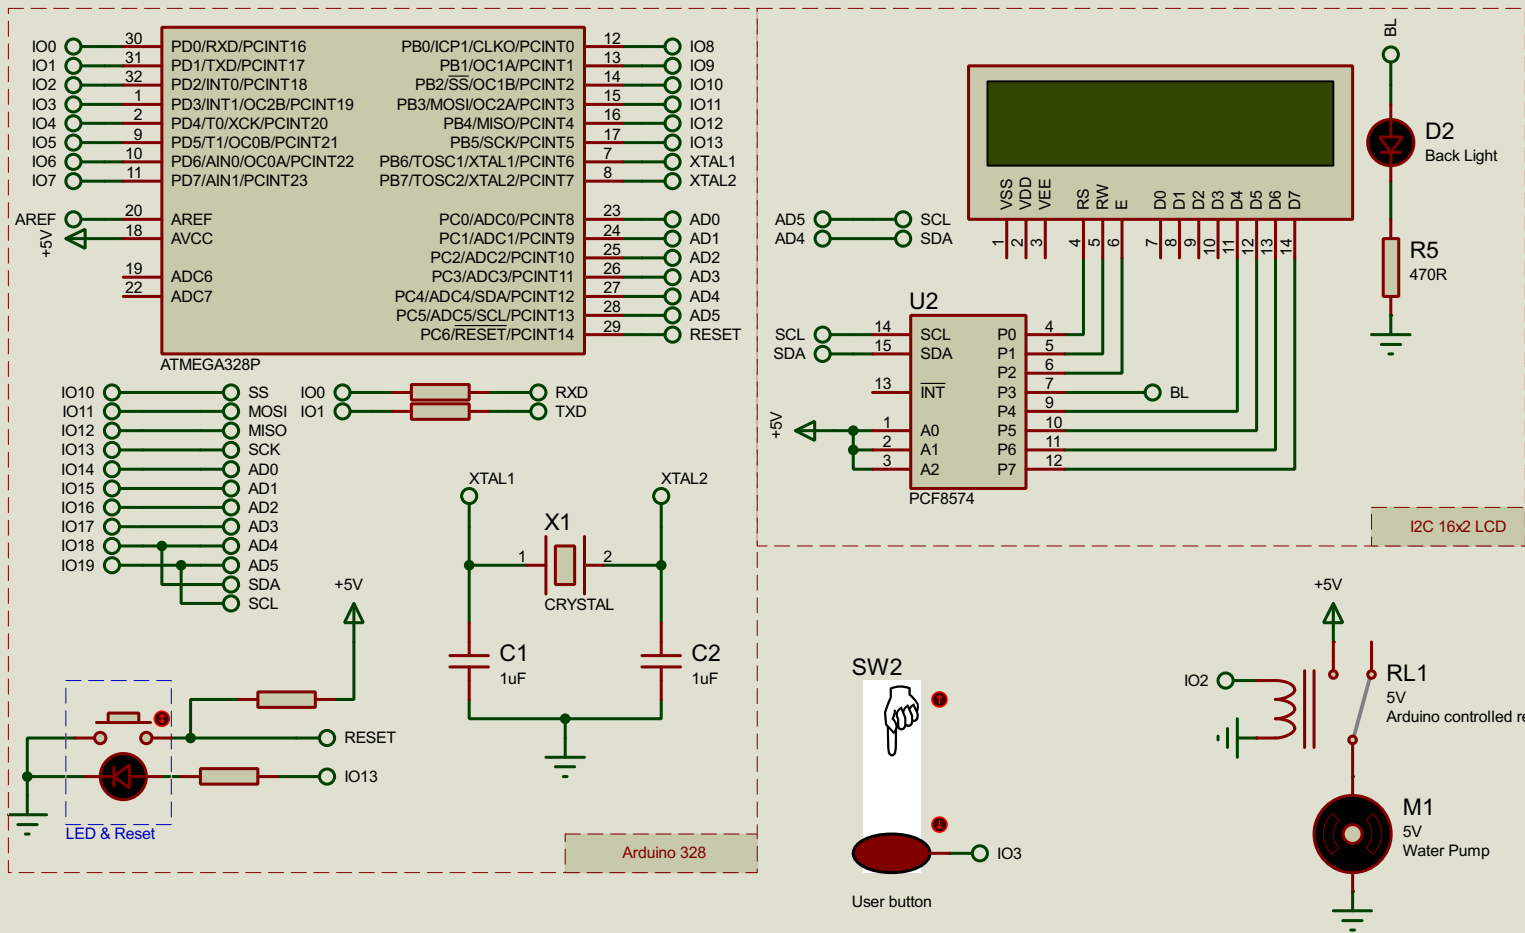 IO0 30 PD0/RXD/PCINT16 PB0/ICP1/CLKO/PCINT0 12 IO8
IO1 31 PD1/TXD/PCINT17 PB1/OC1A/PCINT1 13 IO9
IO2 32 PD2/INT0/PCINT18 PB2/SS/OC1B/PCINT2 14 IO10
IO3 1 PD3/INT1/OC2B/PCINT19 PB3/MOSI/OC2A/PCINT3 15 IO11
IO4 2 PD4/T0/XCK/PCINT20 PB4/MISO/PCINT4 16 IO12
IO5 9 PD5/T1/OC0B/PCINT21 PB5/SCK/PCINT5 17 IO13
IO6 10 PD6/AIN0/OC0A/PCINT22 PB6/TOSC1/XTAL1/PCINT6 7 XTAL1
IO7 11 PD7/AIN1/PCINT23 PB7/TOSC2/XTAL2/PCINT7 8 XTAL2
AREF 20 AREF PC0/ADC0/PCINT8 23 AD0
+5V 18 AVCC PC1/ADC1/PCINT9 24 AD1
PC2/ADC2/PCINT10 25 AD2
19 ADC6 PC3/ADC3/PCINT11 26 AD3
22 ADC7 PC4/ADC4/SDA/PCINT12 27 AD4
PC5/ADC5/SCL/PCINT13 28 AD5
PC6/RESET/PCINT14 29 RESET
ATMEGA328P
IO10 SS
IO11 MOSI
IO12 MISO
IO13 SCK
IO14 AD0
IO15 AD1
IO16 AD2
IO17 AD3
IO18 AD4
IO19 AD5
SDA
SCL
IO0 RXD
IO1 TXD
XTAL1 XTAL2
X1
1 2
CRYSTAL
C1
1uF
C2
1uF
+5V
RESET
IO13
LED & Reset
Arduino 328
BL
D2
Back Light
R5
470R
VSS VDD VEE RS RW E D0 D1 D2 D3 D4 D5 D6 D7
1 2 3 4 5 6 7 8 9 10 11 12 13 14
AD5 SCL
AD4 SDA
U2
SCL 14 SCL P0 4
SDA 15 SDA P1 5
P2 6
13 INT P3 7 BL
P4 9
+5V 1 A0 P5 10
2 A1 P6 11
3 A2 P7 12
PCF8574
I2C 16x2 LCD
SW2
IO3
User button
+5V
IO2
RL1
5V
Arduino controlled re
M1
5V
Water Pump